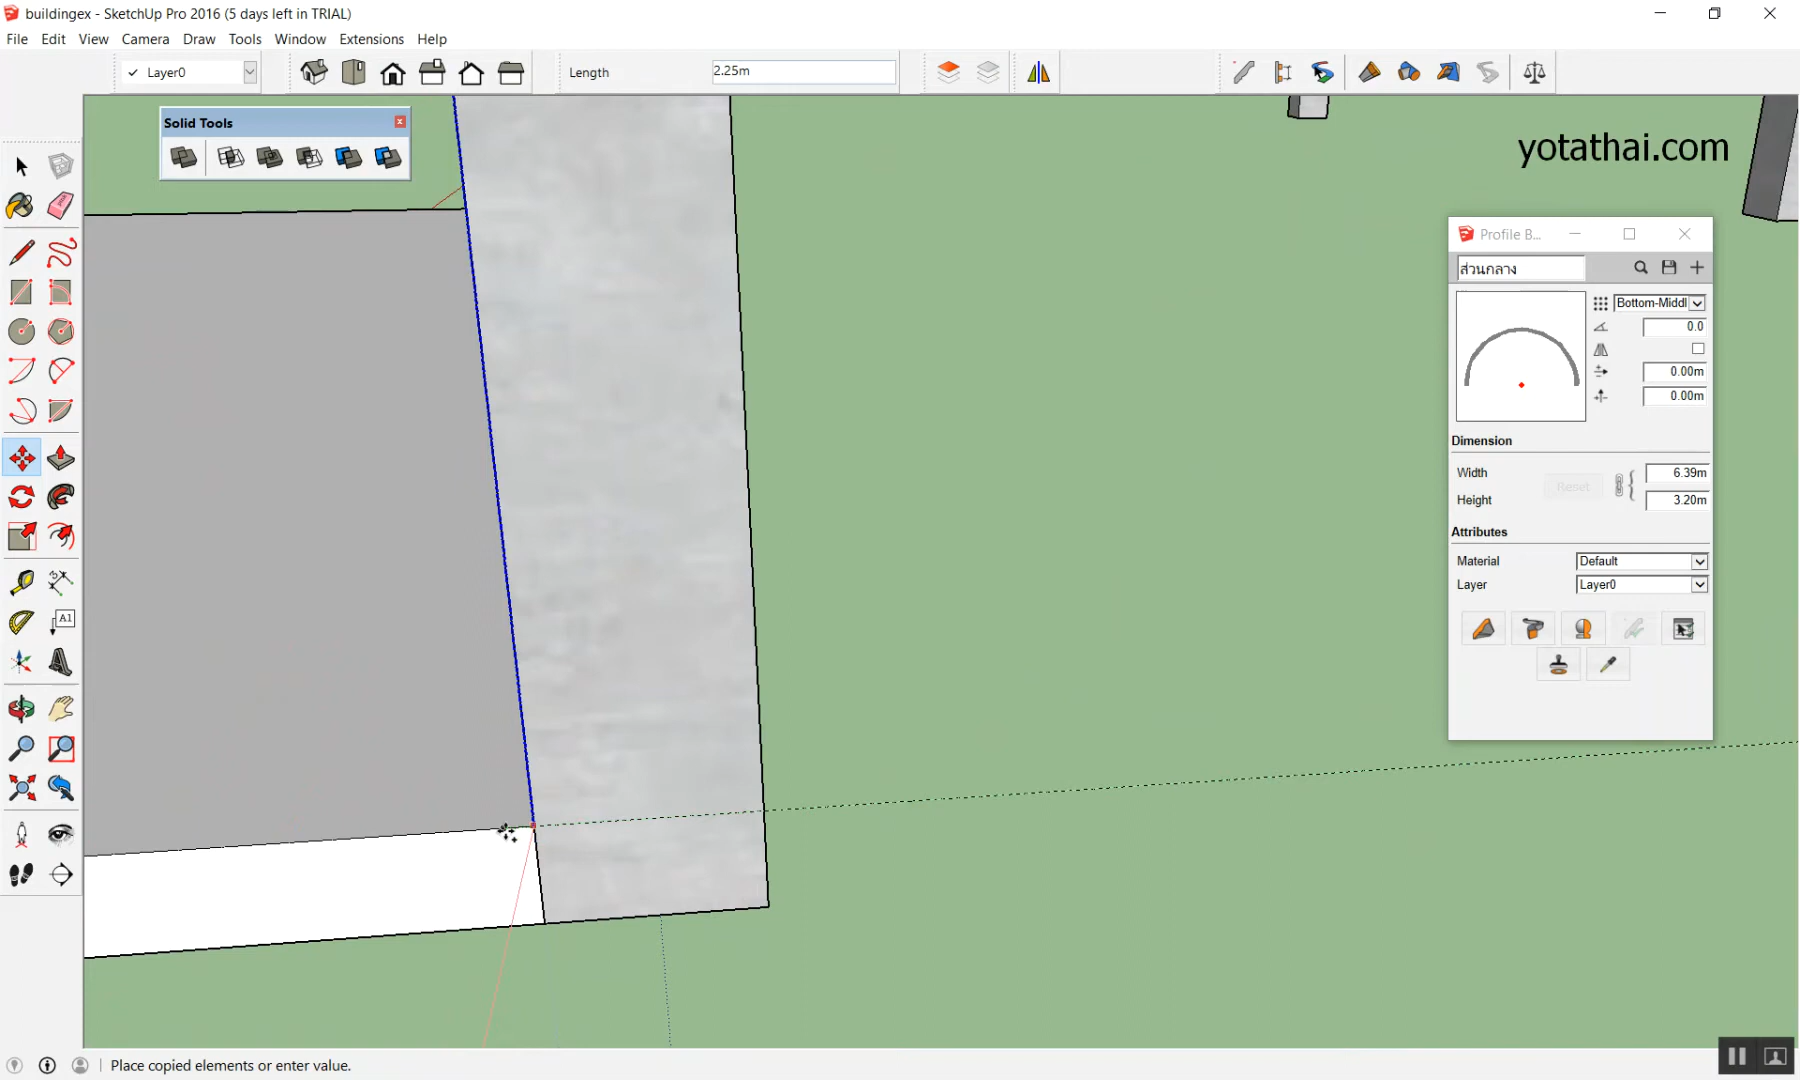 buildingex - SketchUp Pro 2016 (5 days left in TRIAL)
File Edit View Camera Draw Tools Window Extensions Help
Layer0
Length 2.25m
Solid Tools
yotathai.com
Profile B...
ส่วนกลาง
Bottom-Middl
0.0
0.00m
0.00m
Dimension
Width 6.39m
Reset
Height 3.20m
Attributes
Material Default
Layer Layer0
A1
Place copied elements or enter value.